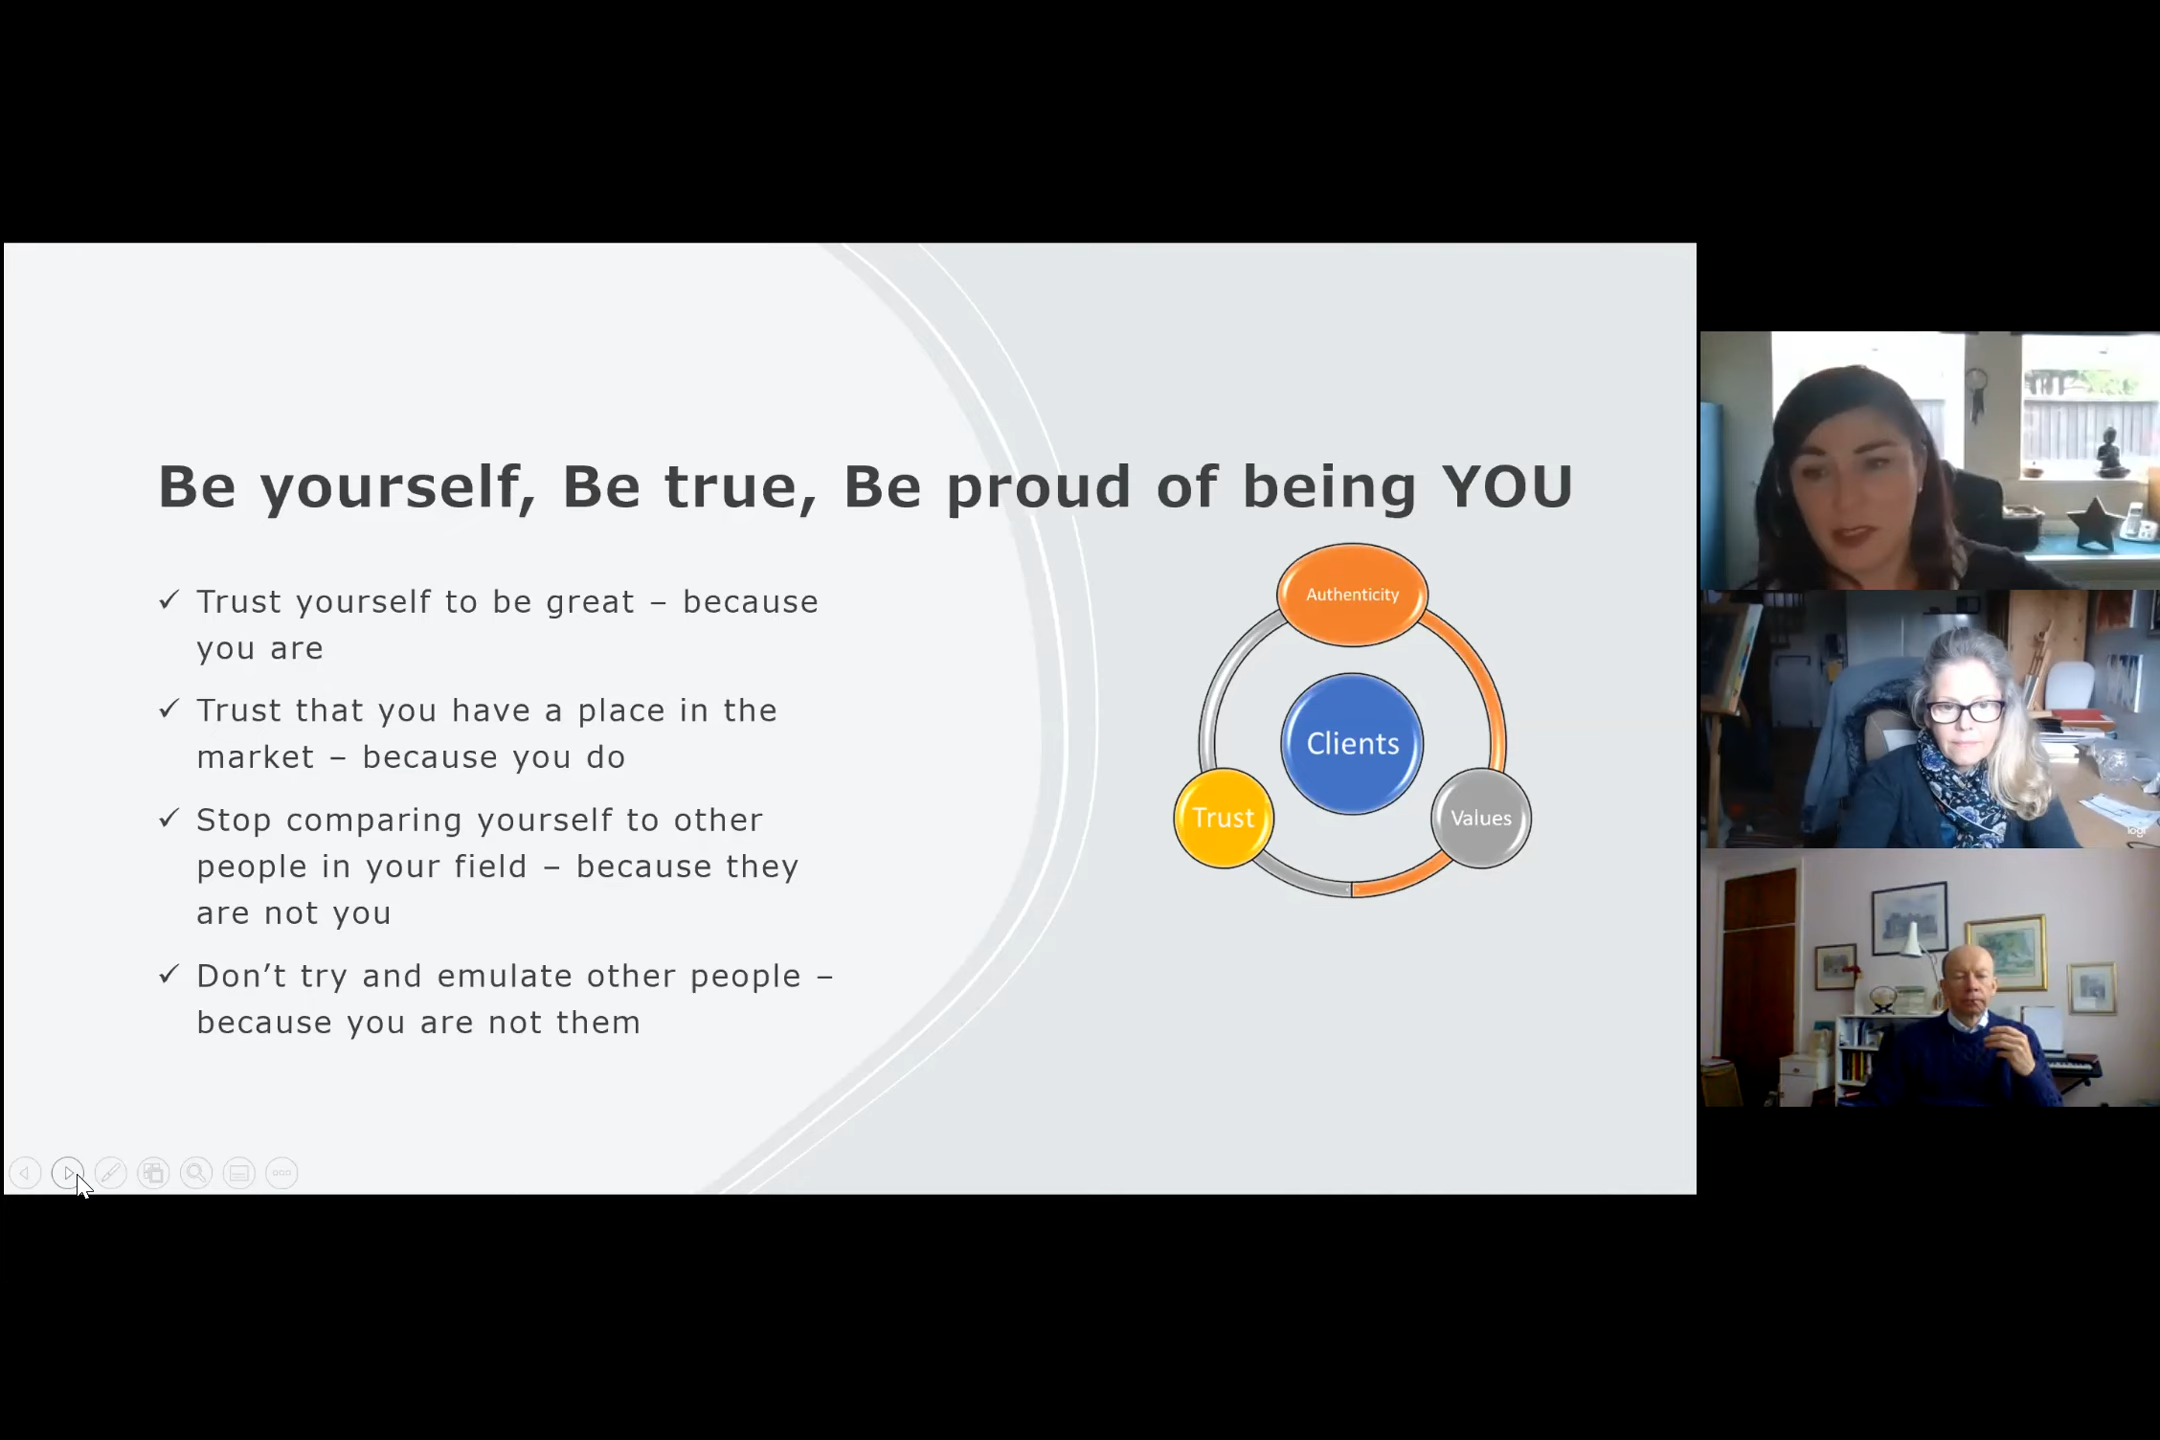 Be yourself, Be true, Be proud of being YOU
✓ Trust yourself to be great – because
you are
✓ Trust that you have a place in the
market – because you do
✓ Stop comparing yourself to other
people in your field – because they
are not you
✓ Don’t try and emulate other people –
because you are not them
Authenticity
Clients
Trust
Values
logi